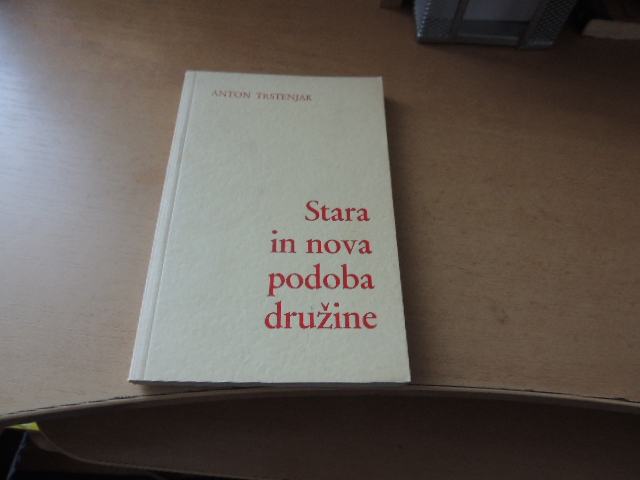 ANTON TRSTENJAK
Stara
in nova
podoba
družine